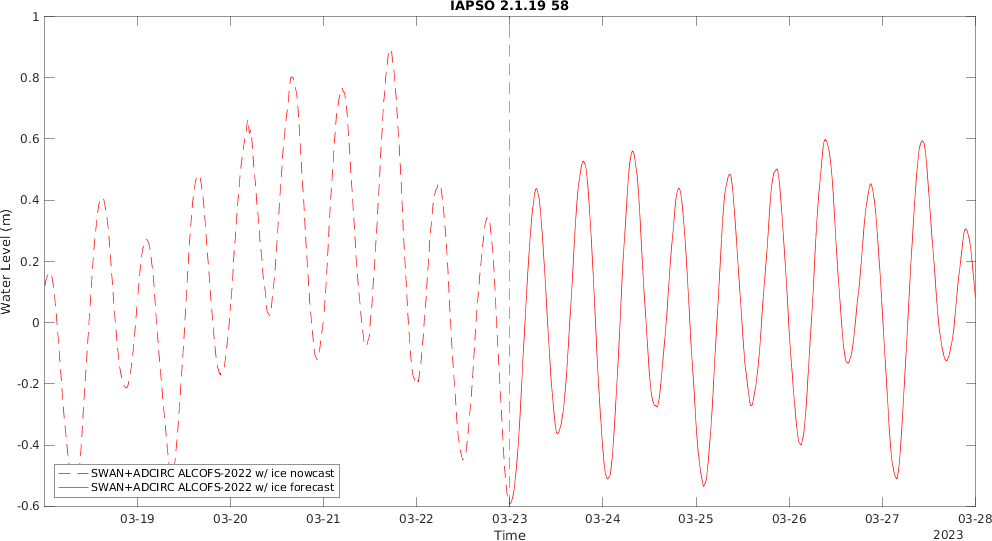 IAPSO 2.1.19 58
1
0.8
0.6
0.4
0.2
0
-0.2
-0.4
-0.6
Water Level (m)
SWAN+ADCIRC ALCOFS-2022 w/ ice nowcast
SWAN+ADCIRC ALCOFS-2022 w/ ice forecast
03-19 03-20 03-21 03-22 03-23 03-24 03-25 03-26 03-27 03-28
Time
2023